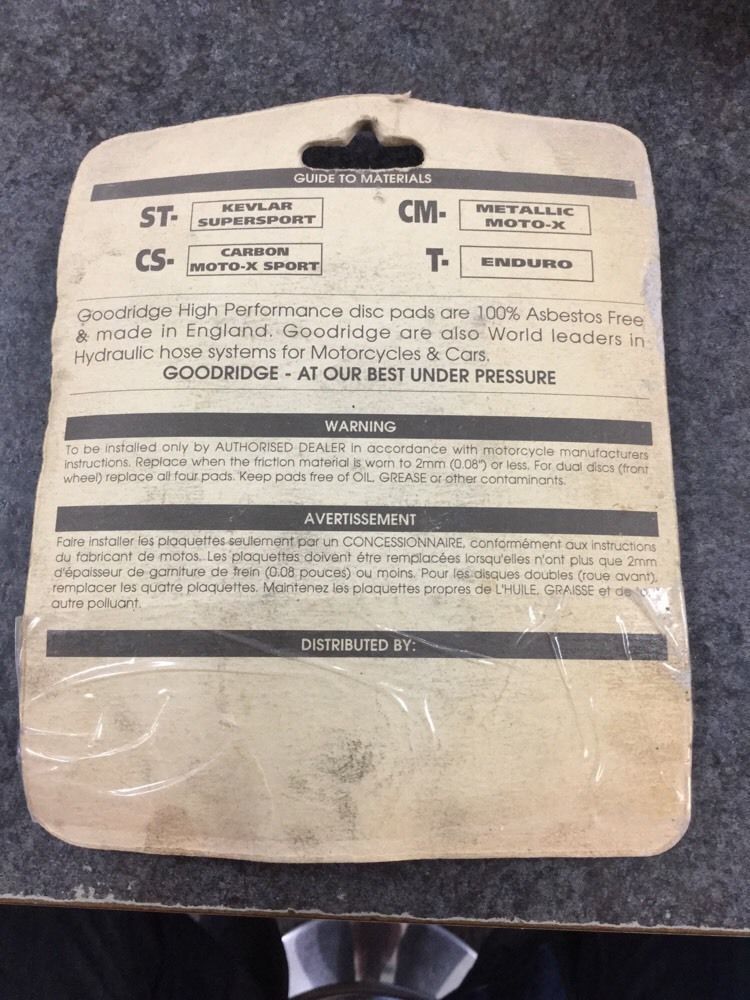 GUIDE TO MATERIALS
ST- KEVLAR SUPERSPORT
CM- METALLIC MOTO-X
CS- CARBON MOTO-X SPORT
T- ENDURO
Goodridge High Performance disc pads are 100% Asbestos Free
& made in England. Goodridge are also World leaders in
Hydraulic hose systems for Motorcycles & Cars.
GOODRIDGE - AT OUR BEST UNDER PRESSURE
WARNING
To be installed only by AUTHORISED DEALER in accordance with motorcycle manufacturers
instructions. Replace when the friction material is worn to 2mm (0.08") or less. For dual discs (front
wheel) replace all four pads. Keep pads free of OIL, GREASE or other contaminants.
AVERTISSEMENT
Faire installer les plaquettes seulement par un CONCESSIONNAIRE, conformément aux instructions
du fabricant de motos. Les plaquettes doivent être remplacées lorsqu'elles n'ont plus que 2mm
d'épaisseur de garniture de frein (0.08 pouces) ou moins. Pour les disques doubles (roue avant),
remplacer les quatre plaquettes. Maintenez les plaquettes propres de L'HUILE, GRAISSE et de
autre polluant.
DISTRIBUTED BY: